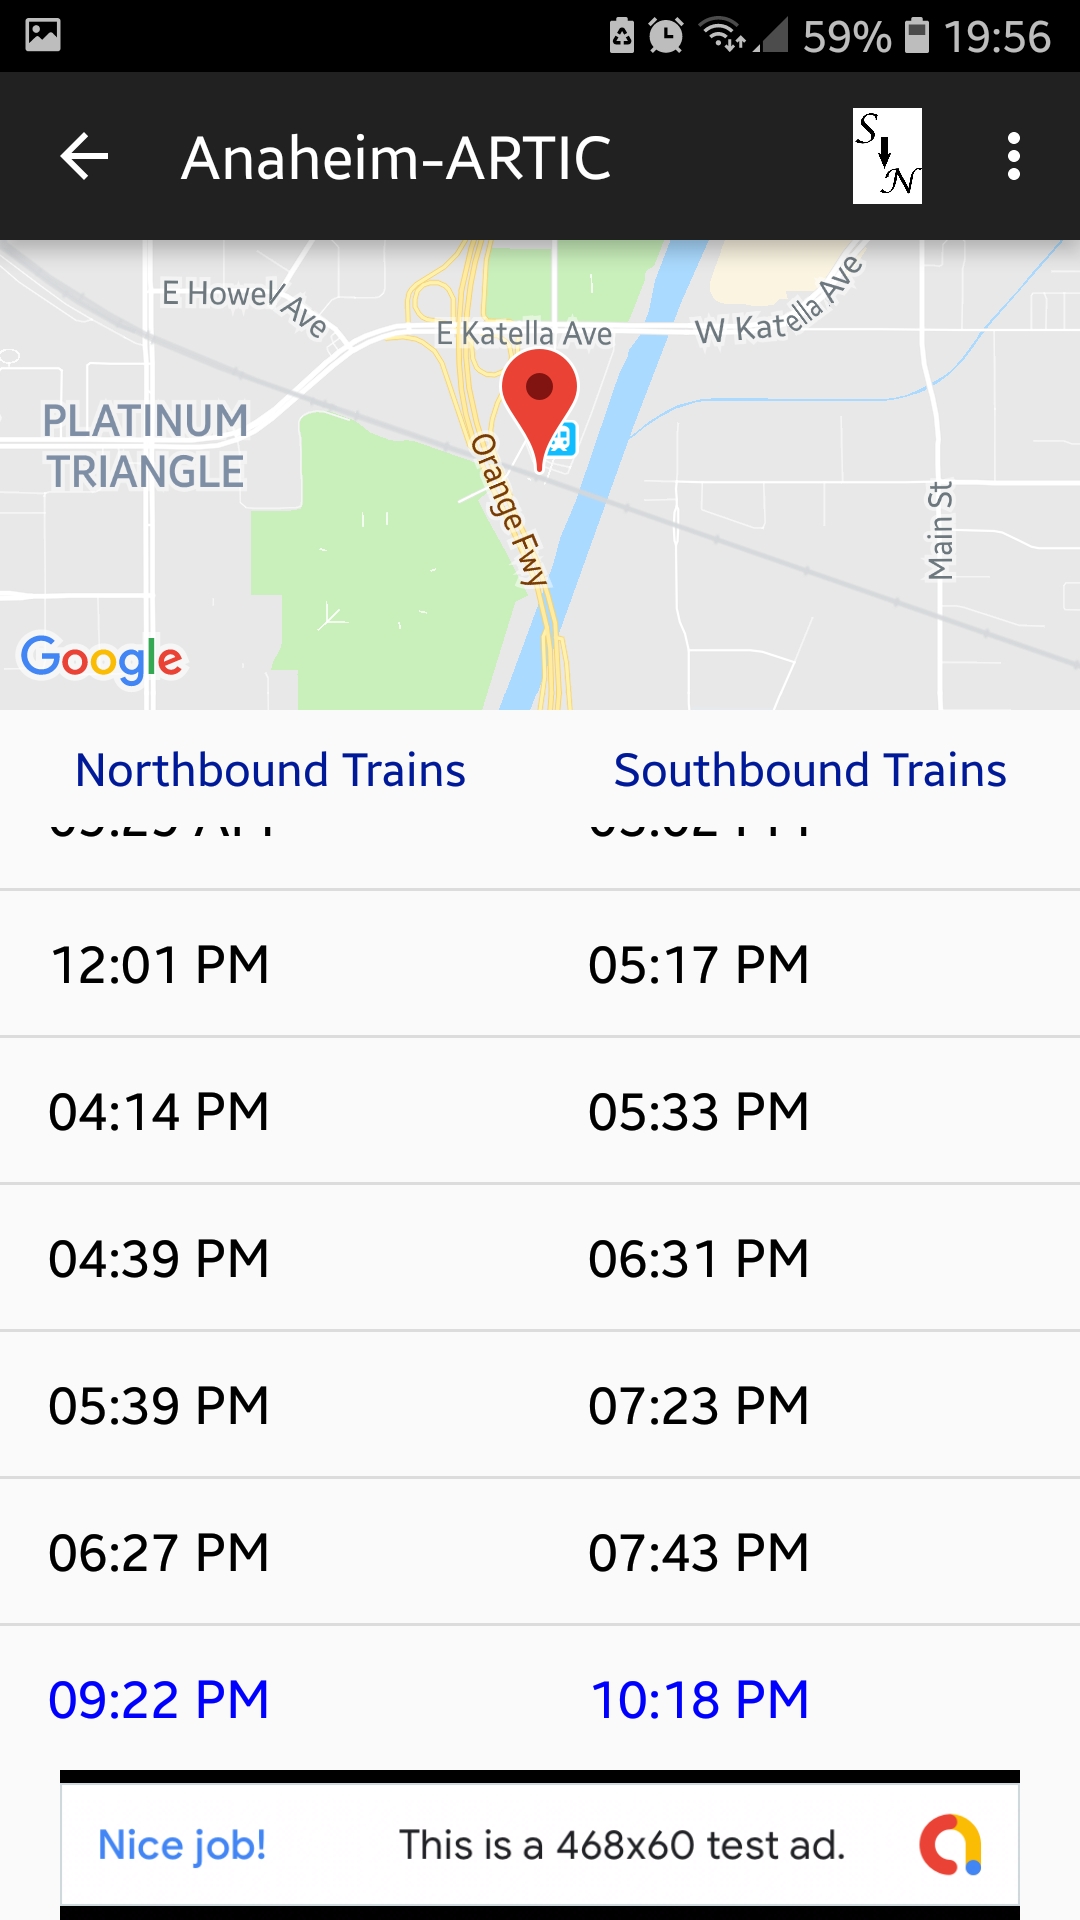 59% 19:56
Anaheim-ARTIC
S
N
E Howell Ave
E Katella Ave
W Katella Ave
PLATINUM
TRIANGLE
Orange Fwy
Main St
Google
Northbound Trains Southbound Trains
12:01 PM 05:17 PM
04:14 PM 05:33 PM
04:39 PM 06:31 PM
05:39 PM 07:23 PM
06:27 PM 07:43 PM
09:22 PM 10:18 PM
Nice job! This is a 468x60 test ad.